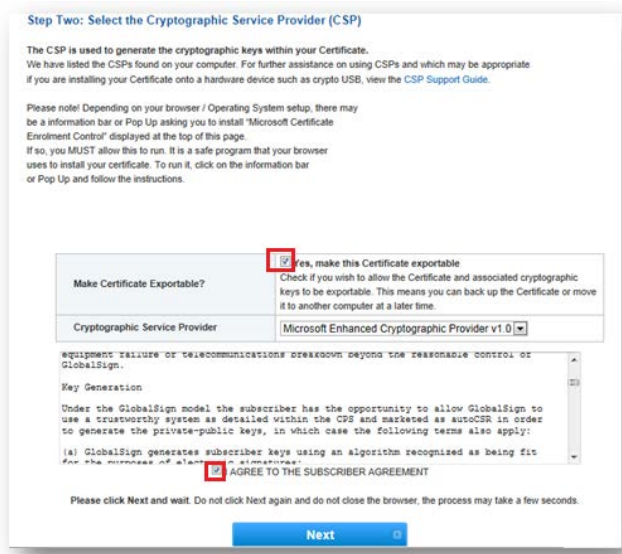 Step Two: Select the Cryptographic Service Provider (CSP)
The CSP is used to generate the cryptographic keys within your Certificate.
We have listed the CSPs found on your computer. For further assistance on using CSPs and which may be appropriate
if you are installing your Certificate onto a hardware device such as crypto USB, view the CSP Support Guide.
Please note! Depending on your browser / Operating System setup, there may
be a information bar or Pop Up asking you to install "Microsoft Certificate
Enrolment Control" displayed at the top of this page.
If so, you MUST allow this to run. It is a safe program that your browser
uses to install your certificate. To run it, click on the information bar
or Pop Up and follow the instructions.
Make Certificate Exportable?
Yes, make this Certificate exportable
Check if you wish to allow the Certificate and associated cryptographic
keys to be exportable. This means you can back up the Certificate or move
it to another computer at a later time.
Cryptographic Service Provider
Microsoft Enhanced Cryptographic Provider v1.0
equipment failure or telecommunications breakdown beyond the reasonable control of
GlobalSign.
Key Generation
Under the GlobalSign model the subscriber has the opportunity to allow GlobalSign to
use a trustworthy system as detailed within the CPS and marketed as autoCSR in order
to generate the private-public keys, in which case the following terms also apply:
(a) GlobalSign generates subscriber keys using an algorithm recognized as being fit
for the purposes of electronic signatures;
I AGREE TO THE SUBSCRIBER AGREEMENT
Please click Next and wait. Do not click Next again and do not close the browser, the process may take a few seconds.
Next